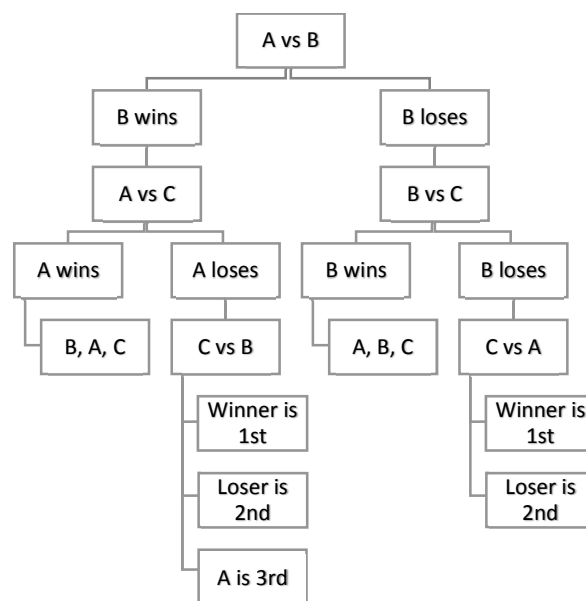 A vs B
B wins
B loses
A vs C
B vs C
A wins
A loses
B wins
B loses
B, A, C
C vs B
A, B, C
C vs A
Winner is
1st
Winner is
1st
Loser is
2nd
Loser is
2nd
A is 3rd